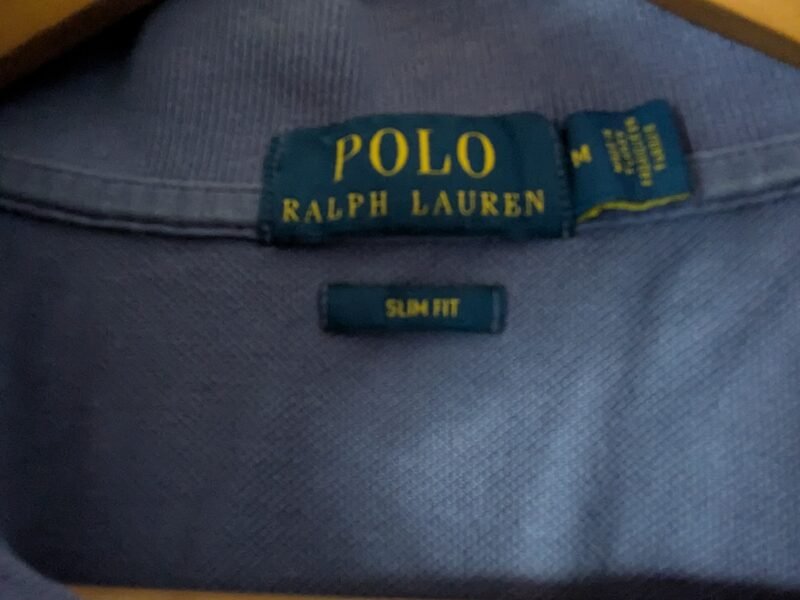 POLO
RALPH LAUREN
M
SLIM FIT